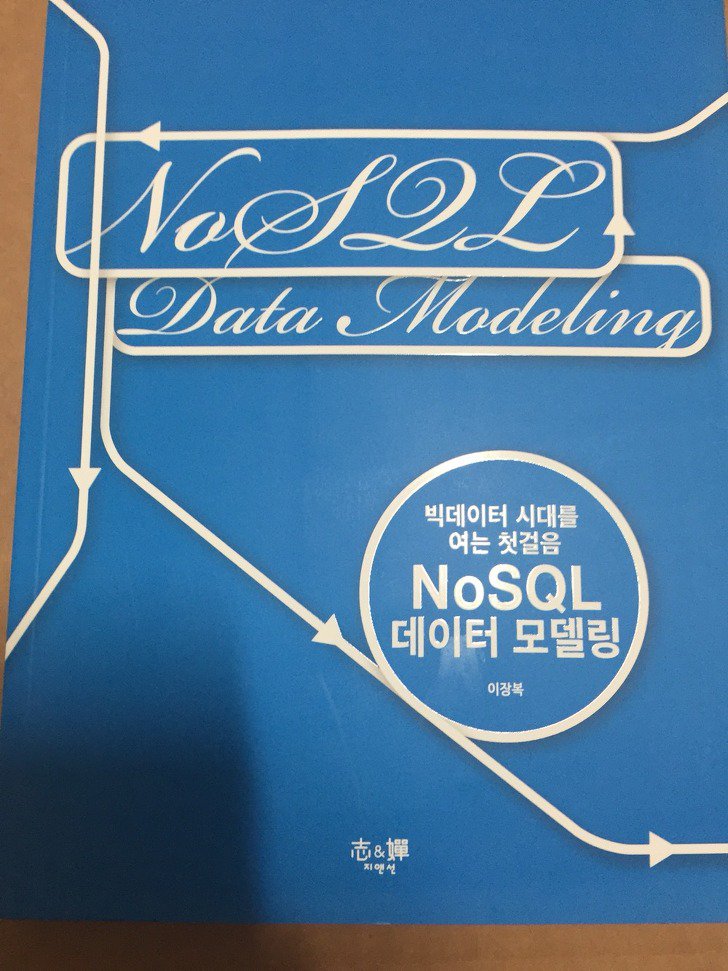 NoSQL
Data Modeling
빅데이터 시대를
여는 첫걸음
NoSQL
데이터 모델링
이장복
志&嬋
지앤선